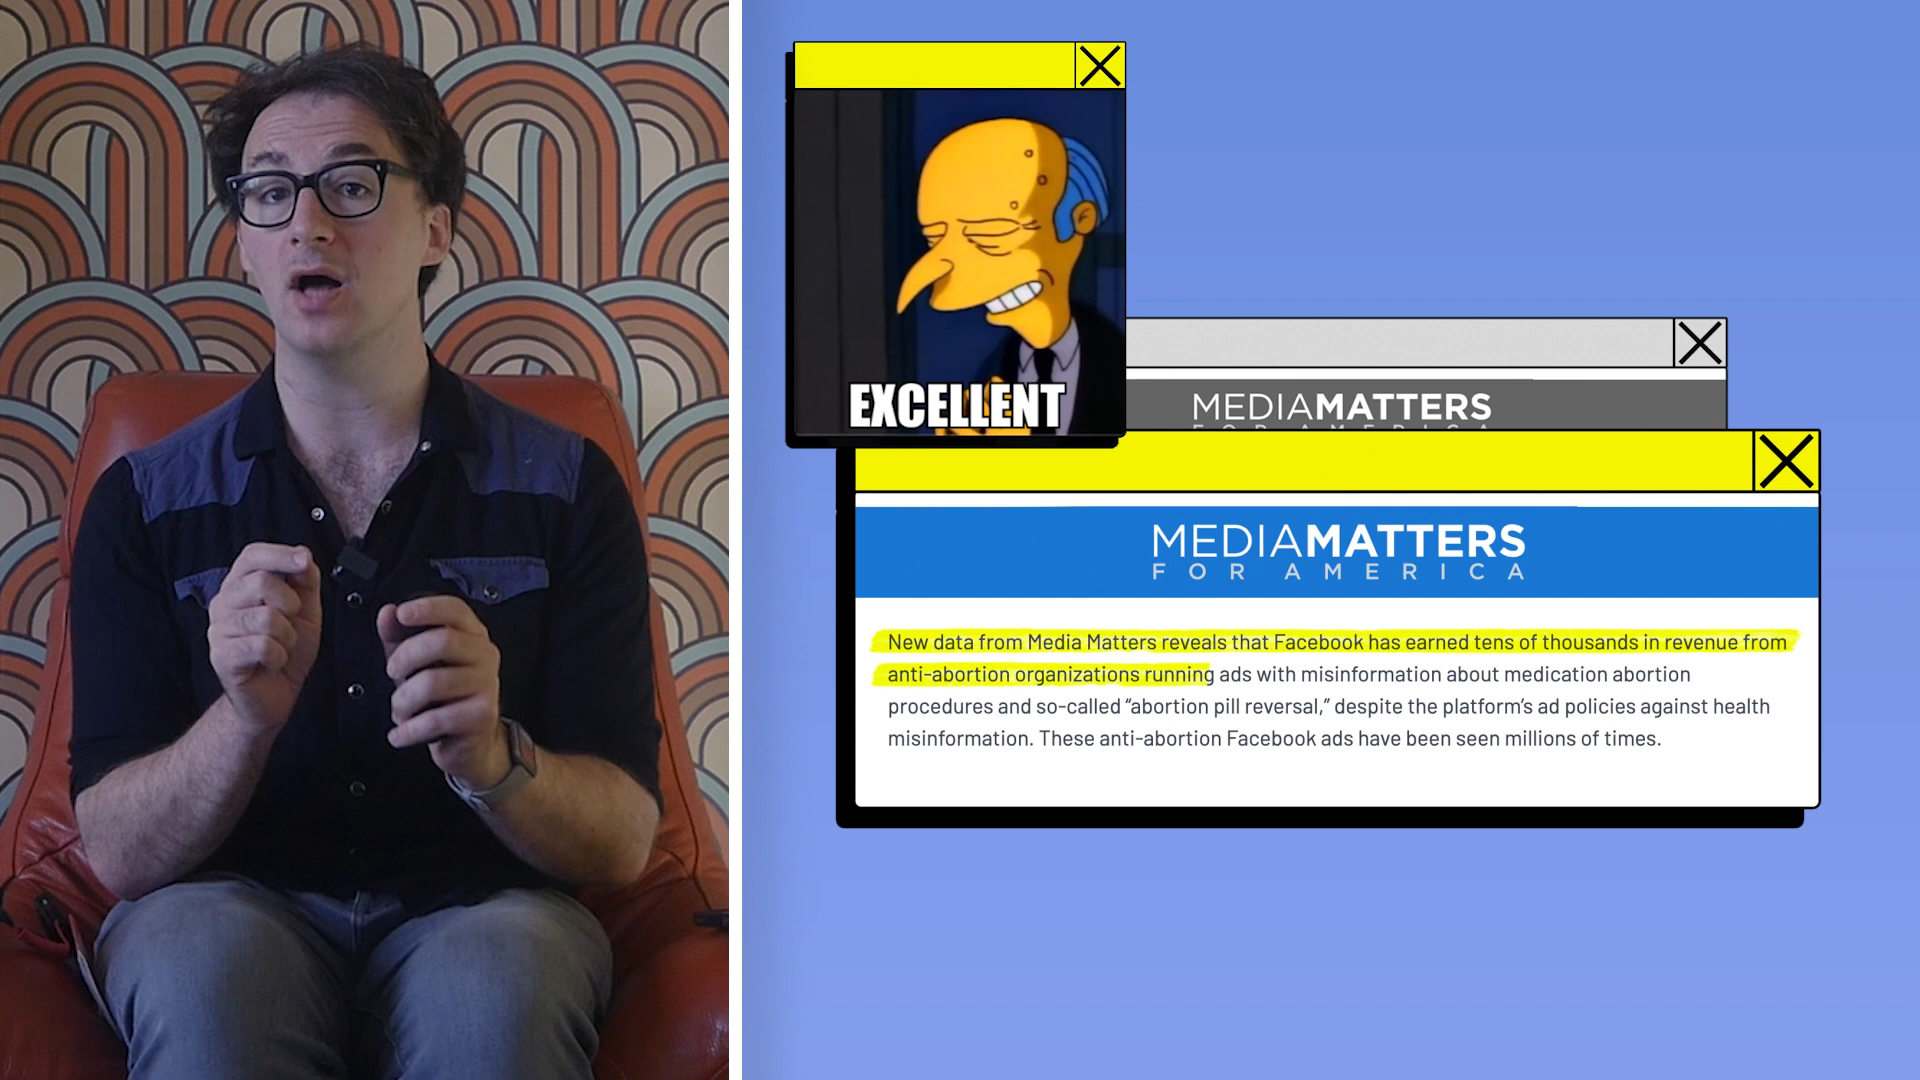 EXCELLENT
MEDIAMATTERS
FOR AMERICA
MEDIAMATTERS
FOR AMERICA
New data from Media Matters reveals that Facebook has earned tens of thousands in revenue from
anti-abortion organizations running ads with misinformation about medication abortion
procedures and so-called “abortion pill reversal,” despite the platform’s ad policies against health
misinformation. These anti-abortion Facebook ads have been seen millions of times.